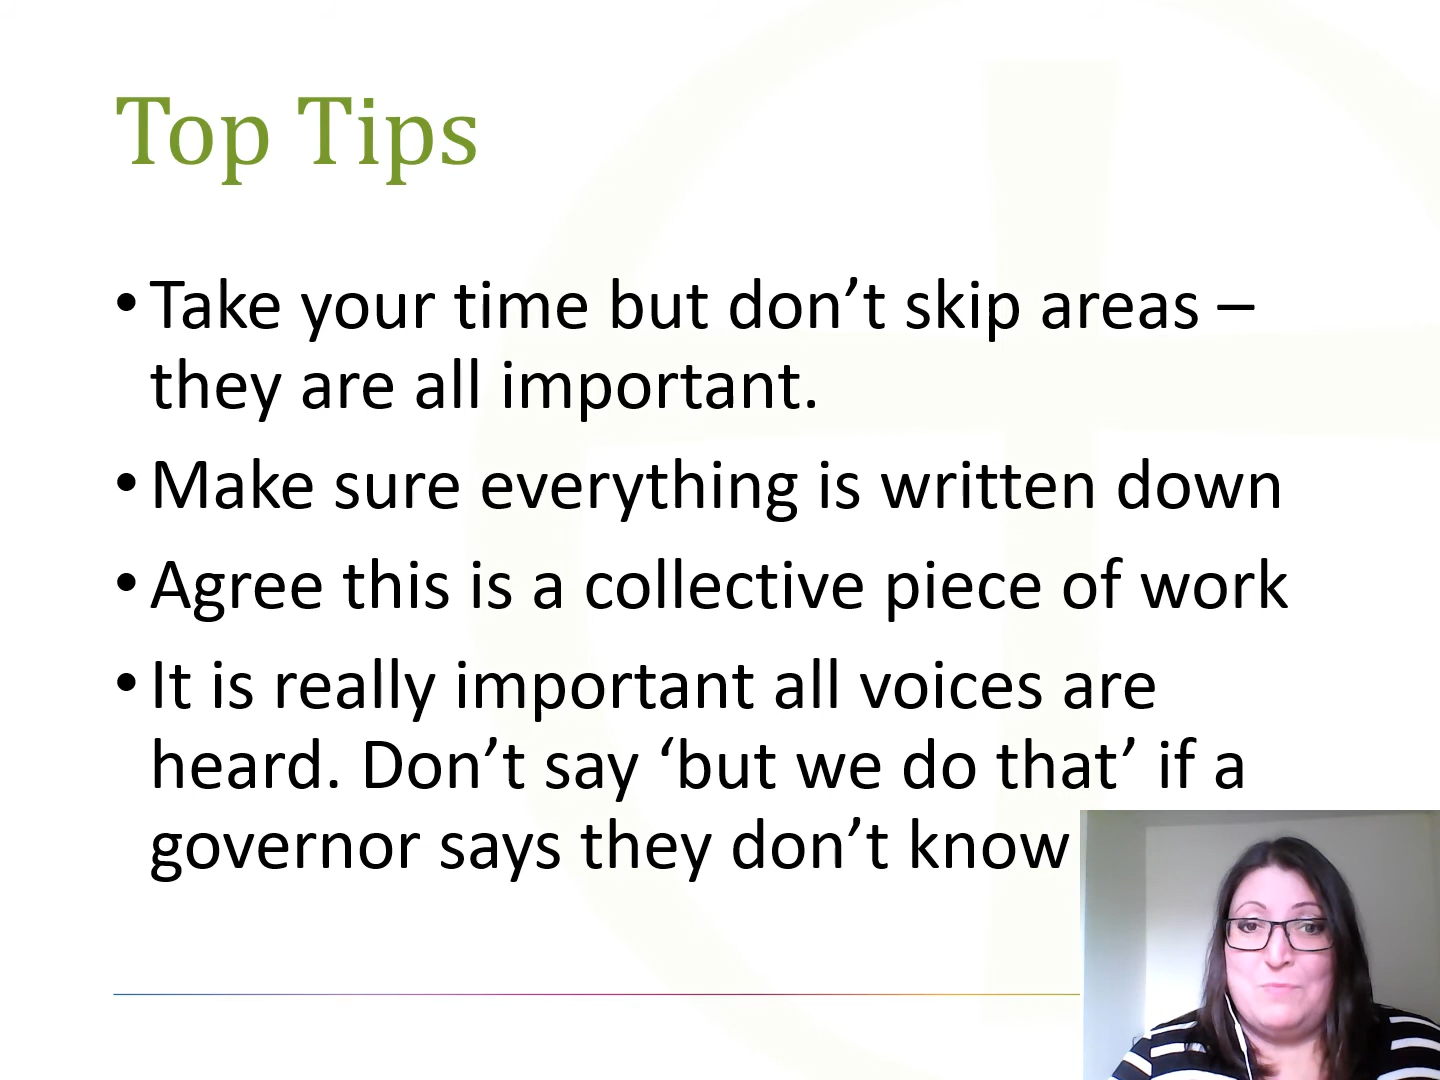 Top Tips
• Take your time but don’t skip areas –
they are all important.
• Make sure everything is written down
• Agree this is a collective piece of work
• It is really important all voices are
heard. Don’t say ‘but we do that’ if a
governor says they don’t know